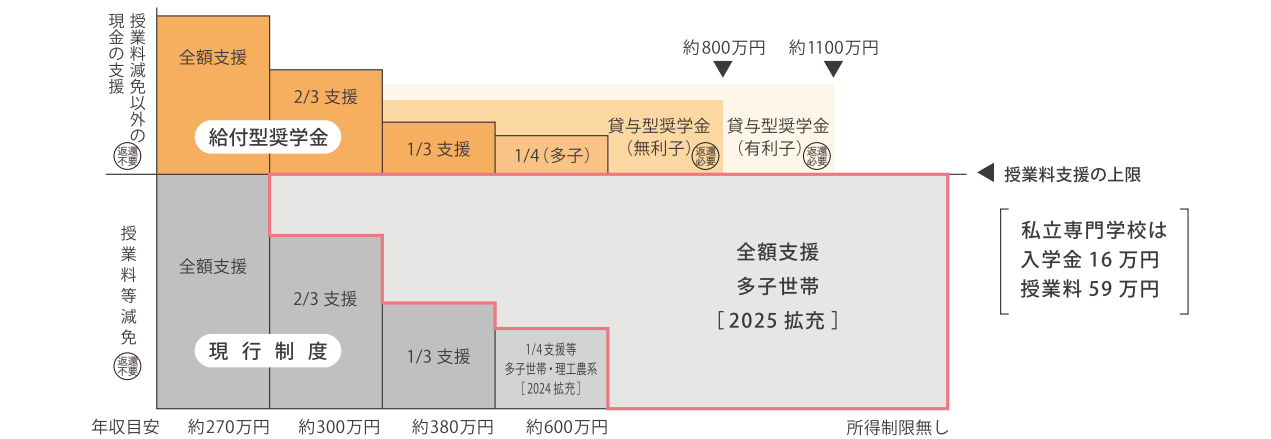 授業料減免以外の
現金の支援
返還
不要
全額支援
2/3 支援
給付型奨学金
1/3 支援
1/4（多子）
約800万円
約1100万円
貸与型奨学金
（無利子）
返還
必要
貸与型奨学金
（有利子）
返還
必要
授業料支援の上限
私立専門学校は
入学金 16 万円
授業料 59 万円
授業料等減免
返還
不要
全額支援
2/3 支援
現行制度
1/3 支援
1/4支援等
多子世帯・理工農系
［2024拡充］
全額支援
多子世帯
［2025 拡充］
年収目安
約270万円
約300万円
約380万円
約600万円
所得制限無し